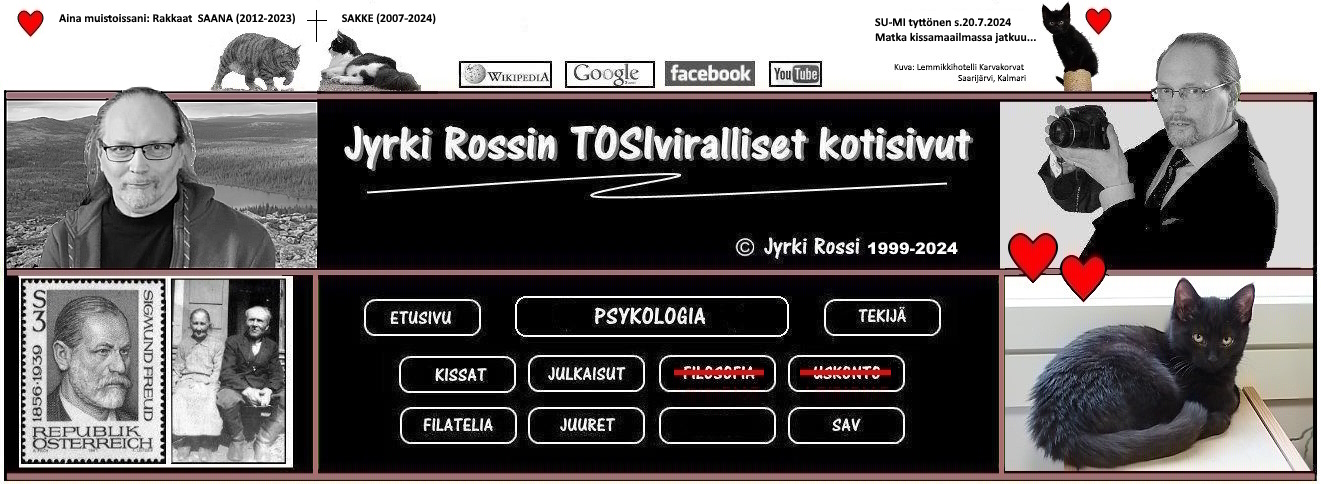 Aina muistoissani: Rakkaat SAANA (2012-2023)
SAKKE (2007-2024)
SU-MI tyttönen s.20.7.2024
Matka kissamaailmassa jatkuu...
Kuva: Lemmikkihotelli Karvakorvat
Saarijärvi, Kalmari
WIKIPEDIA
Google
facebook
YouTube
Jyrki Rossin TOSIviralliset kotisivut
© Jyrki Rossi 1999-2024
S
3
1856-1939
SIGMUND FREUD
REPUBLIK
ÖSTERREICH
ETUSIVU
PSYKOLOGIA
TEKIJÄ
KISSAT
JULKAISUT
FILOSOFIA
USKONTO
FILATELIA
JUURET
SAV